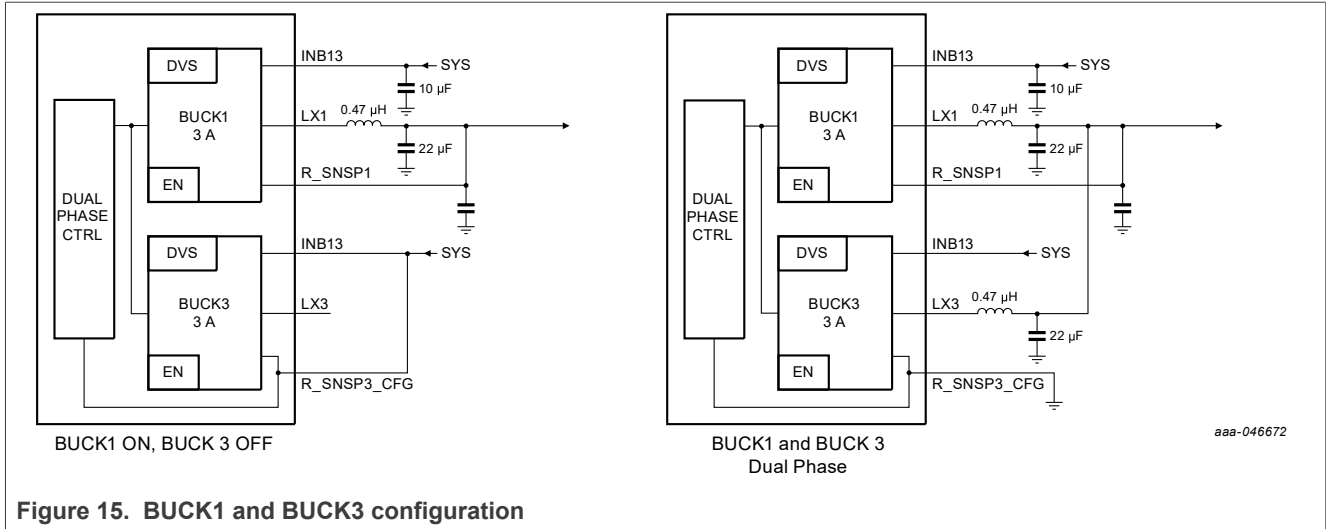 INB13
DVS
SYS
10 µF
BUCK1
3 A
LX1
0.47 µH
22 µF
EN
R_SNSP1
DUAL
PHASE
CTRL
DVS
INB13
SYS
BUCK3
3 A
LX3
EN
R_SNSP3_CFG
BUCK1 ON, BUCK 3 OFF
INB13
DVS
SYS
10 µF
BUCK1
3 A
LX1
0.47 µH
22 µF
EN
R_SNSP1
DUAL
PHASE
CTRL
DVS
INB13
SYS
BUCK3
3 A
LX3
0.47 µH
22 µF
EN
R_SNSP3_CFG
BUCK1 and BUCK 3
Dual Phase
aaa-046672
Figure 15. BUCK1 and BUCK3 configuration